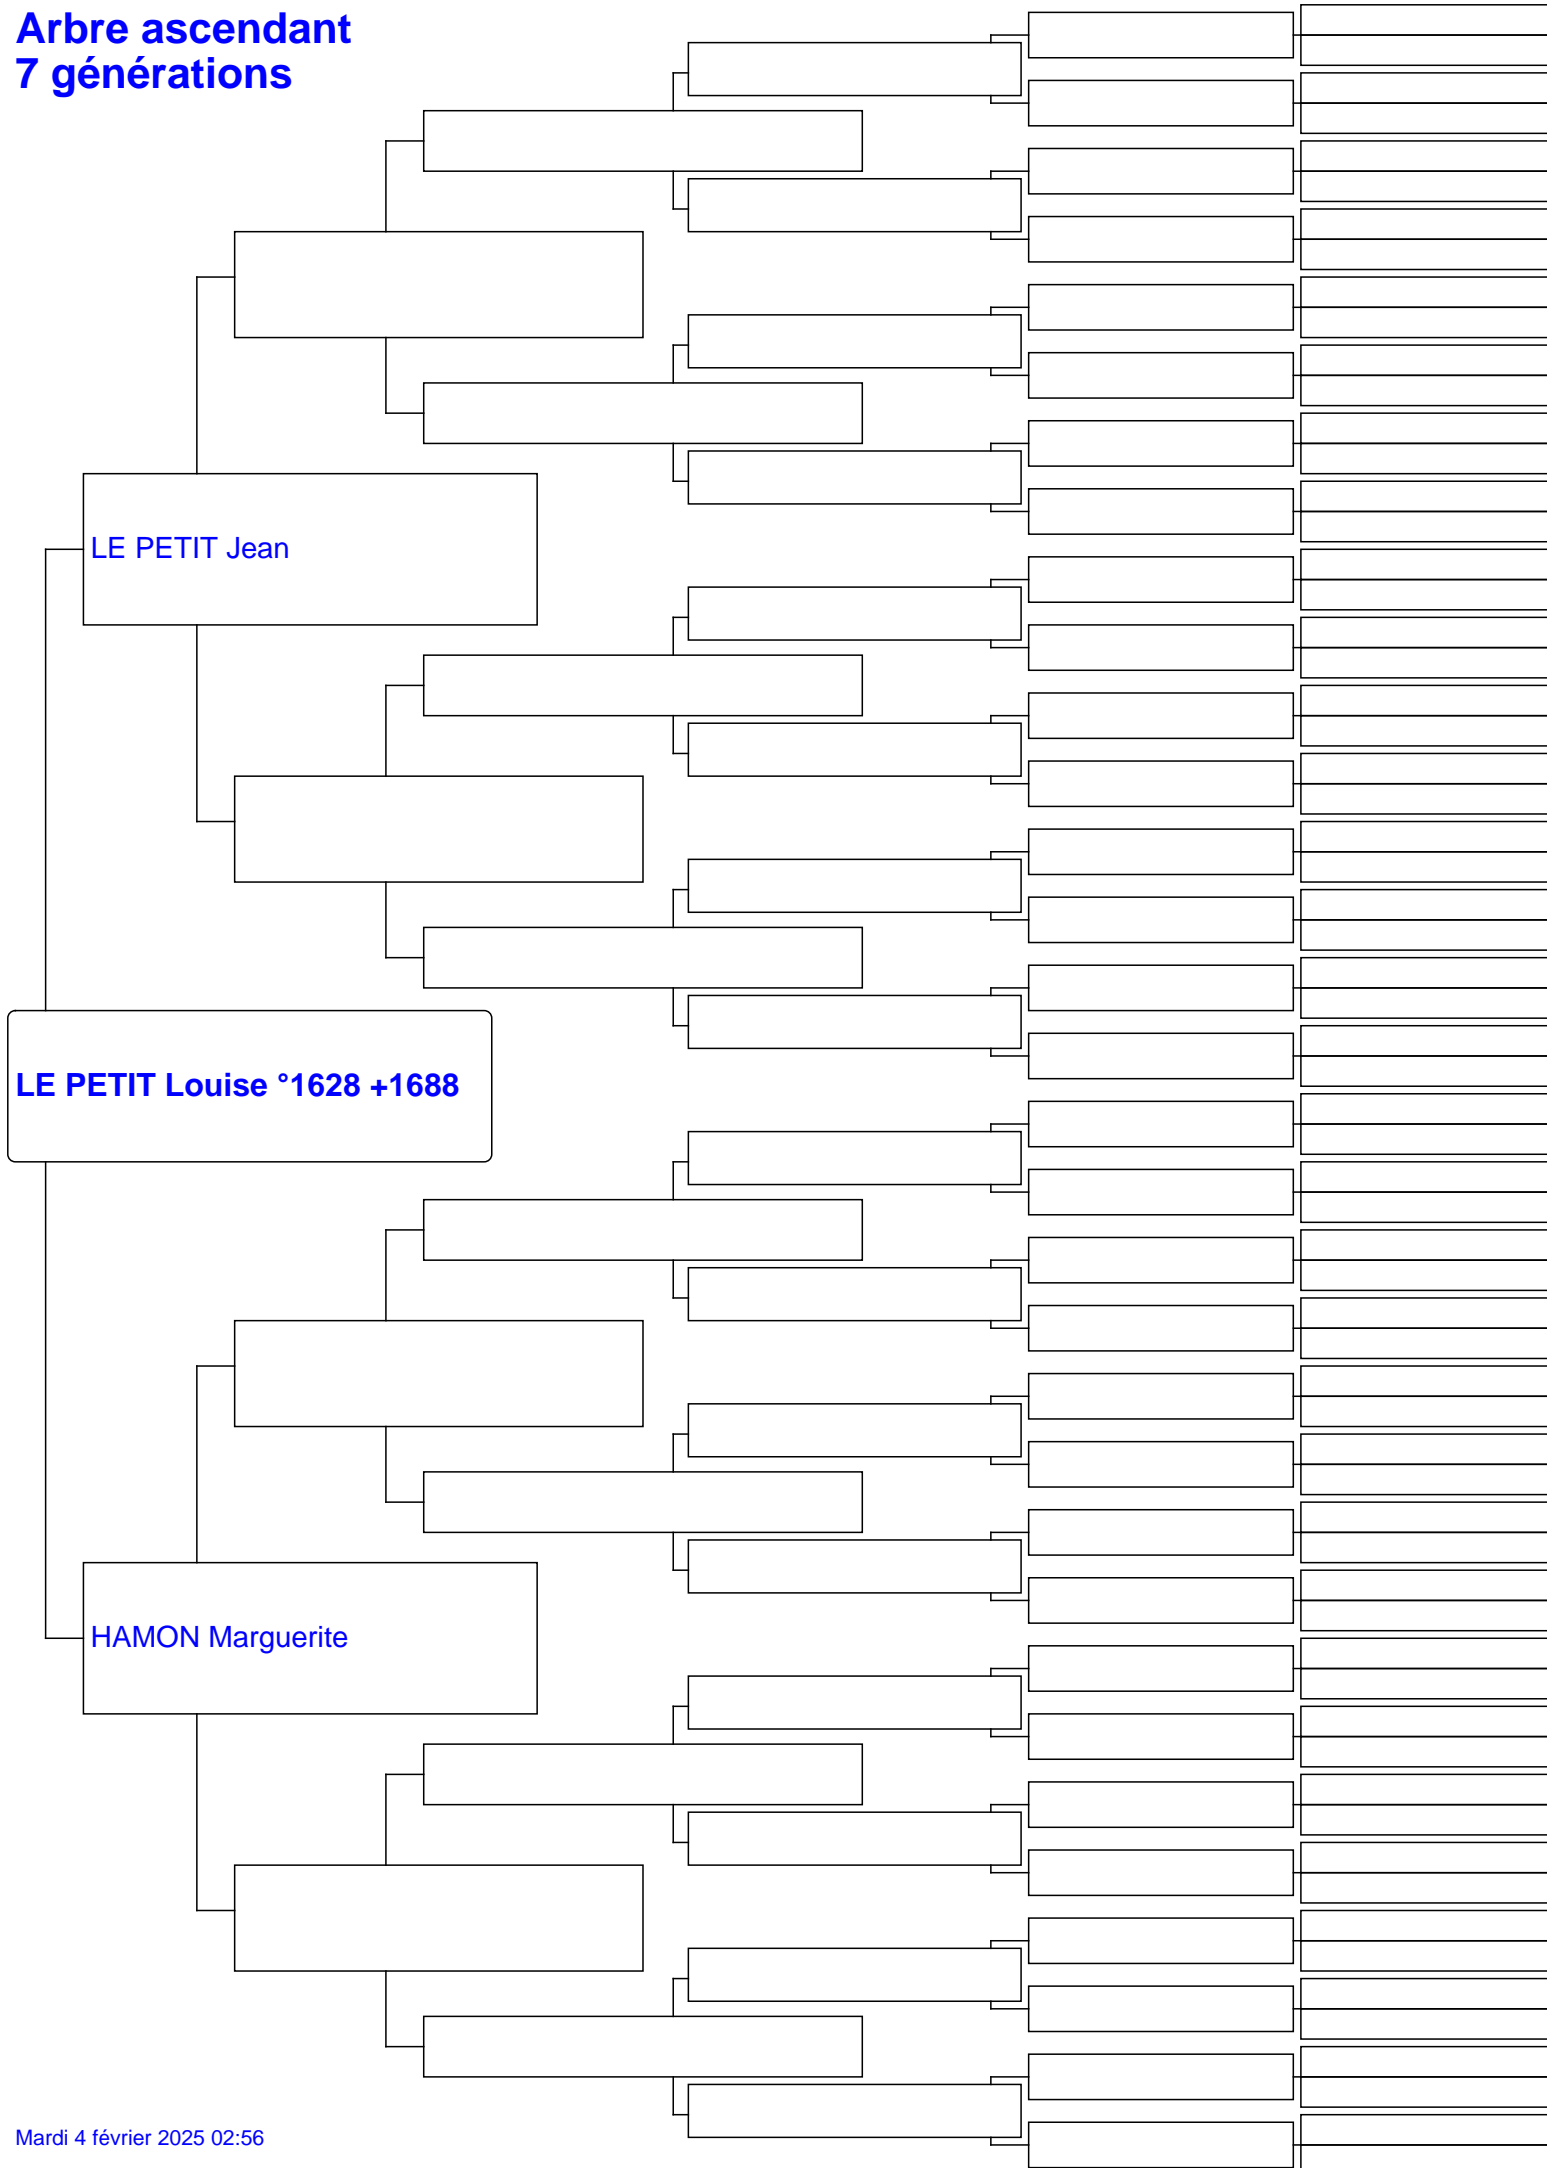 Arbre ascendant
7 générations
LE PETIT Jean
LE PETIT Louise °1628 +1688
HAMON Marguerite
Mardi 4 février 2025 02:56